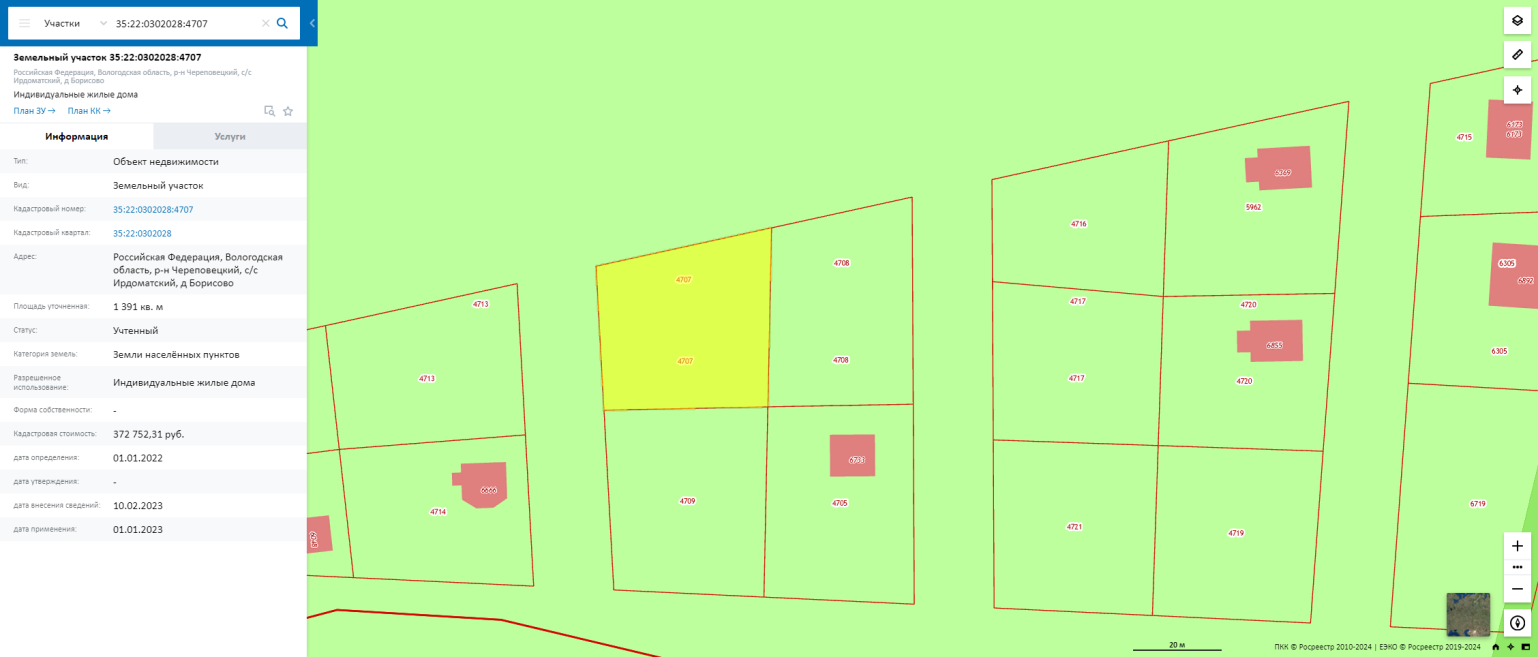 Участки
35:22:0302028:4707
Земельный участок 35:22:0302028:4707
Российская Федерация, Вологодская область, р-н Череповецкий, с/с
Ирдоматский, д Борисово
Индивидуальные жилые дома
План ЗУ → План КК →
Информация
Услуги
Тип: Объект недвижимости
Вид: Земельный участок
Кадастровый номер: 35:22:0302028:4707
Кадастровый квартал: 35:22:0302028
Адрес: Российская Федерация, Вологодская
область, р-н Череповецкий, с/с
Ирдоматский, д Борисово
Площадь уточненная: 1 391 кв. м
Статус: Учтенный
Категория земель: Земли населённых пунктов
Разрешенное
использование: Индивидуальные жилые дома
Форма собственности: -
Кадастровая стоимость: 372 752,31 руб.
дата определения: 01.01.2022
дата утверждения: -
дата внесения сведений: 10.02.2023
дата применения: 01.01.2023
4713
4713
4714
6666
4707
4707
4708
4708
4709
4705
6733
4716
5962
6369
4717
4717
4720
4720
6855
4721
4719
4715
6173
6171
6305
6892
6305
6719
20 м
ПКК © Росреестр 2010-2024 | ЕЭКО © Росреестр 2019-2024